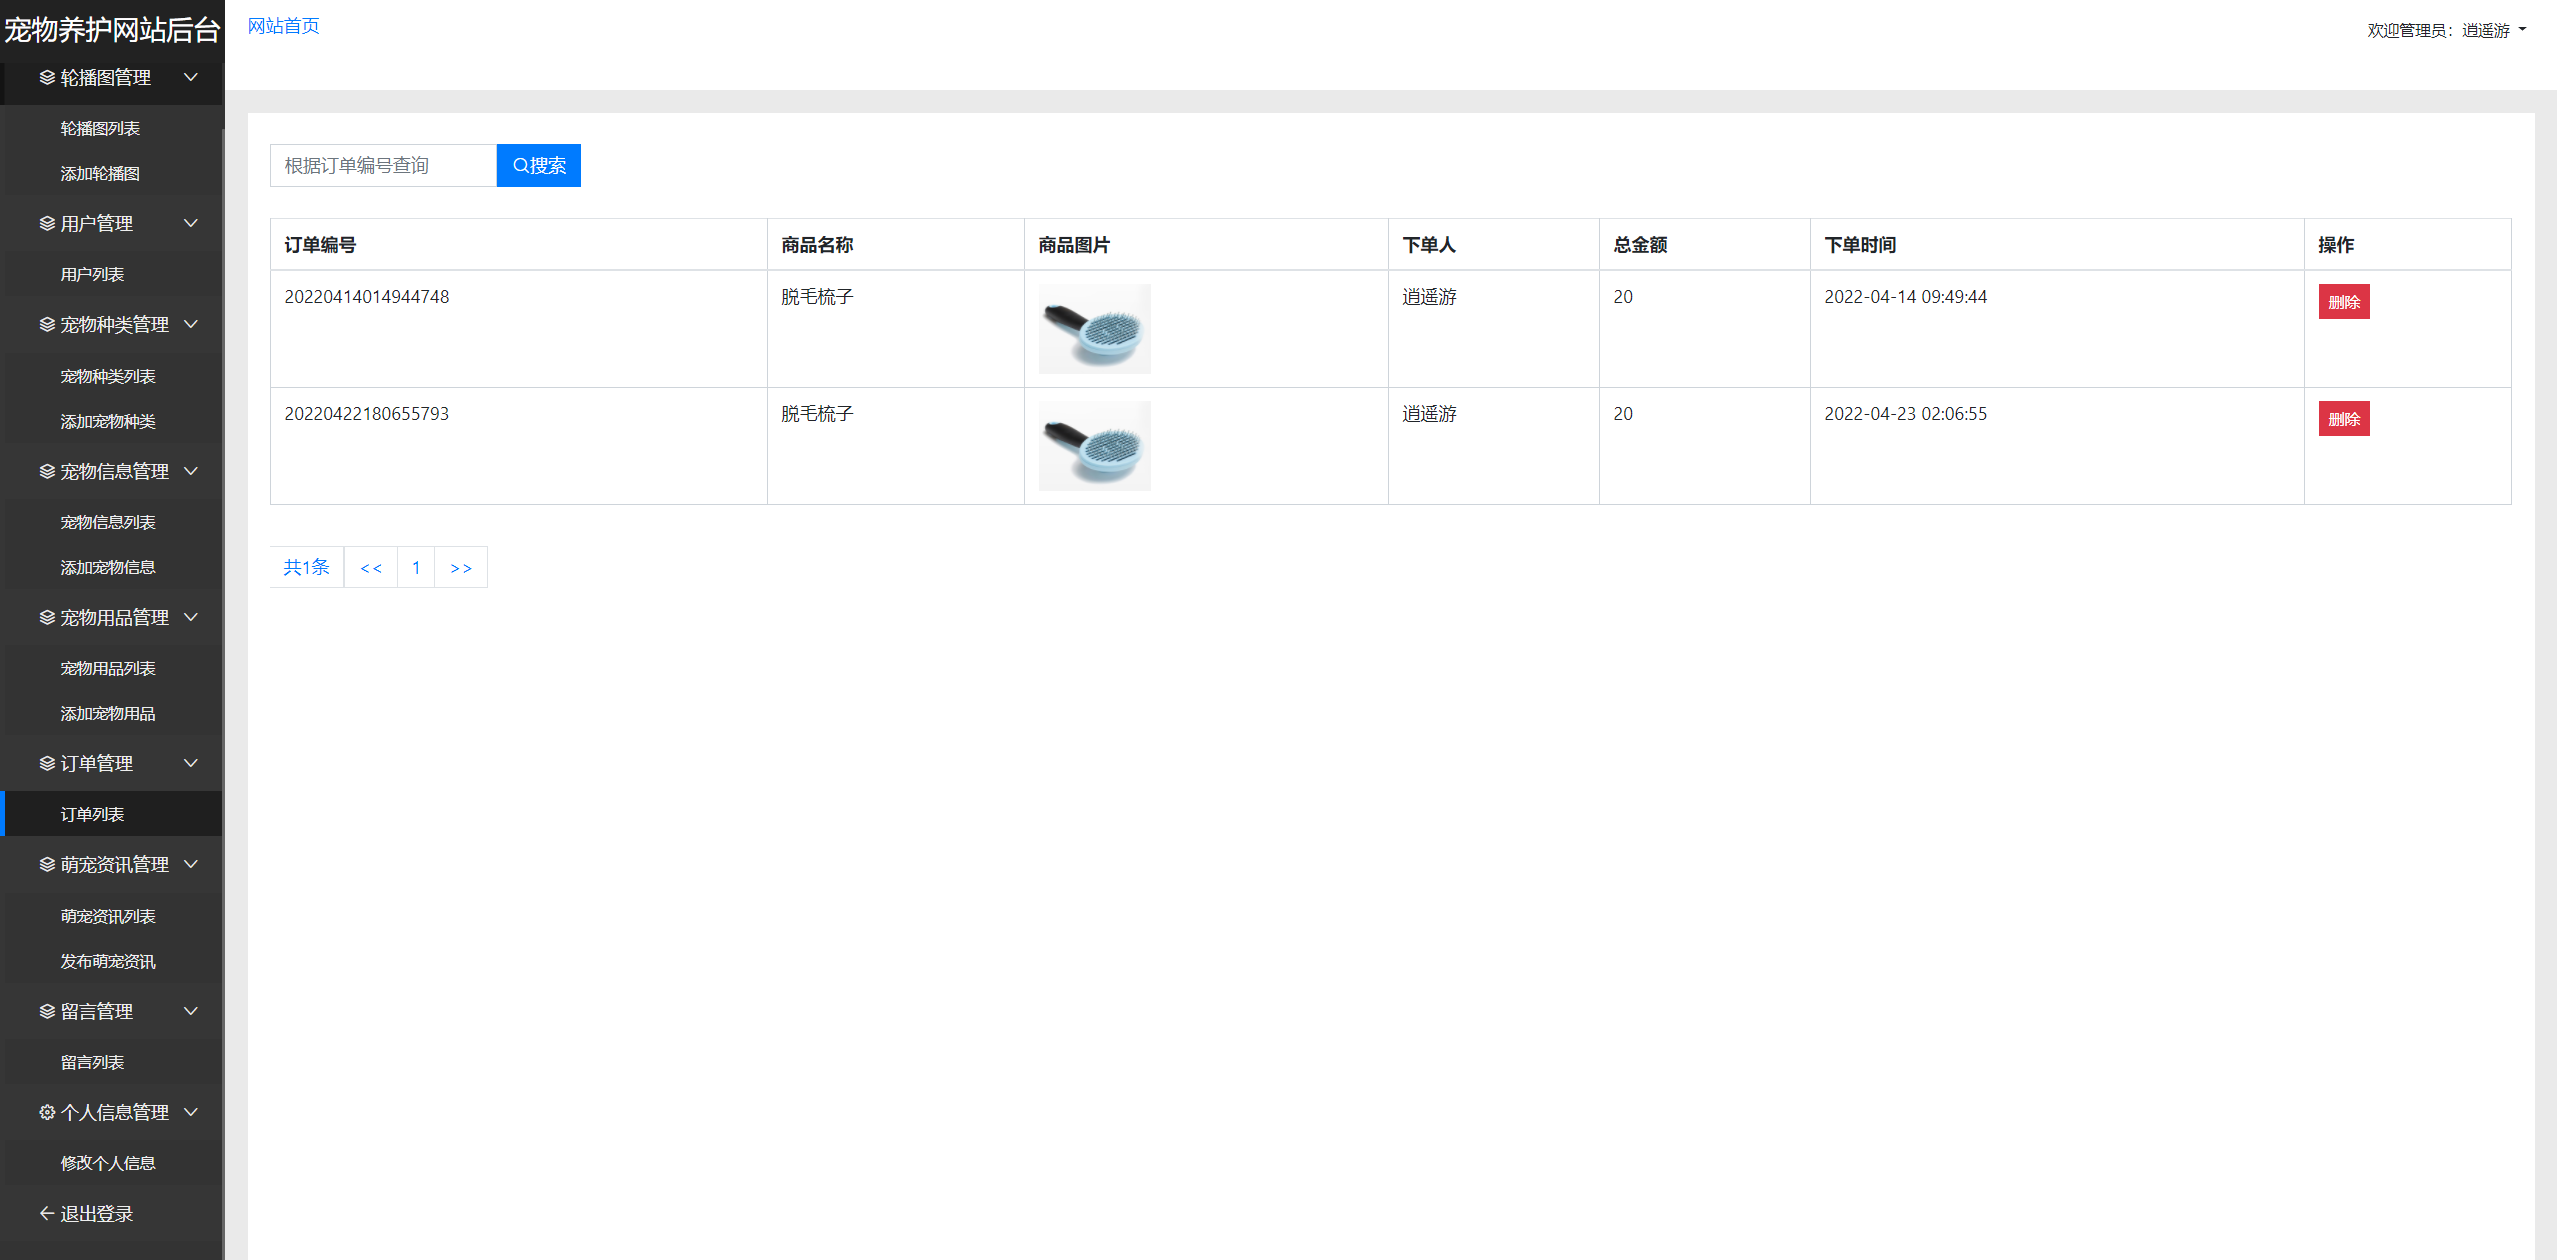 宠物养护网站后台
网站首页
欢迎管理员：逍遥游
轮播图管理
轮播图列表
添加轮播图
用户管理
用户列表
宠物种类管理
宠物种类列表
添加宠物种类
宠物信息管理
宠物信息列表
添加宠物信息
宠物用品管理
宠物用品列表
添加宠物用品
订单管理
订单列表
萌宠资讯管理
萌宠资讯列表
发布萌宠资讯
留言管理
留言列表
个人信息管理
修改个人信息
退出登录
根据订单编号查询 搜索
订单编号 商品名称 商品图片 下单人 总金额 下单时间 操作
20220414014944748 脱毛梳子 逍遥游 20 2022-04-14 09:49:44 删除
20220422180655793 脱毛梳子 逍遥游 20 2022-04-23 02:06:55 删除
共1条 << 1 >>